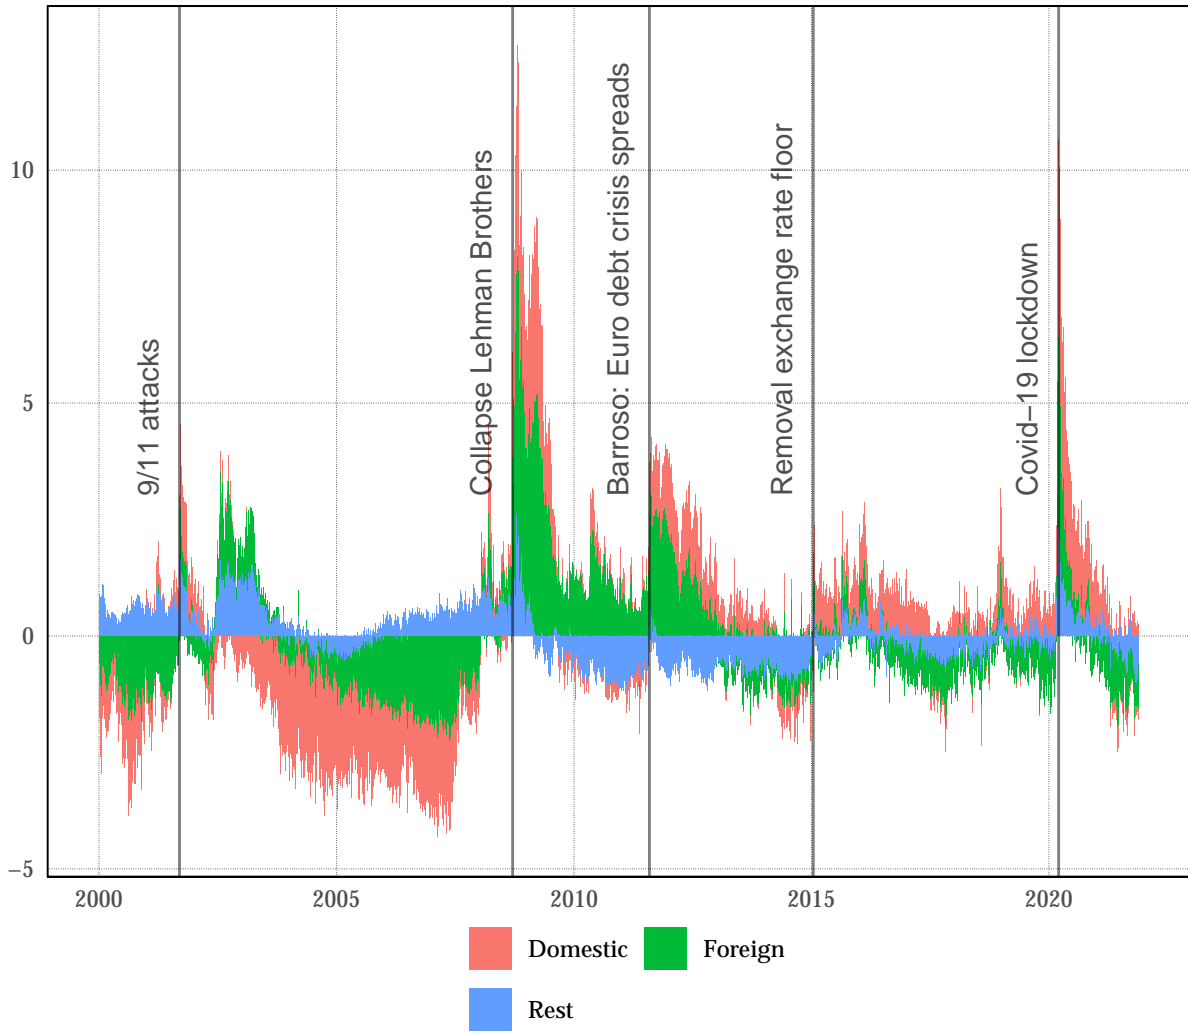 10
5
0
−5
9/11 attacks
Collapse Lehman Brothers
Barroso: Euro debt crisis spreads
Removal exchange rate floor
Covid−19 lockdown
2000 2005 2010 2015 2020
Domestic Foreign
Rest